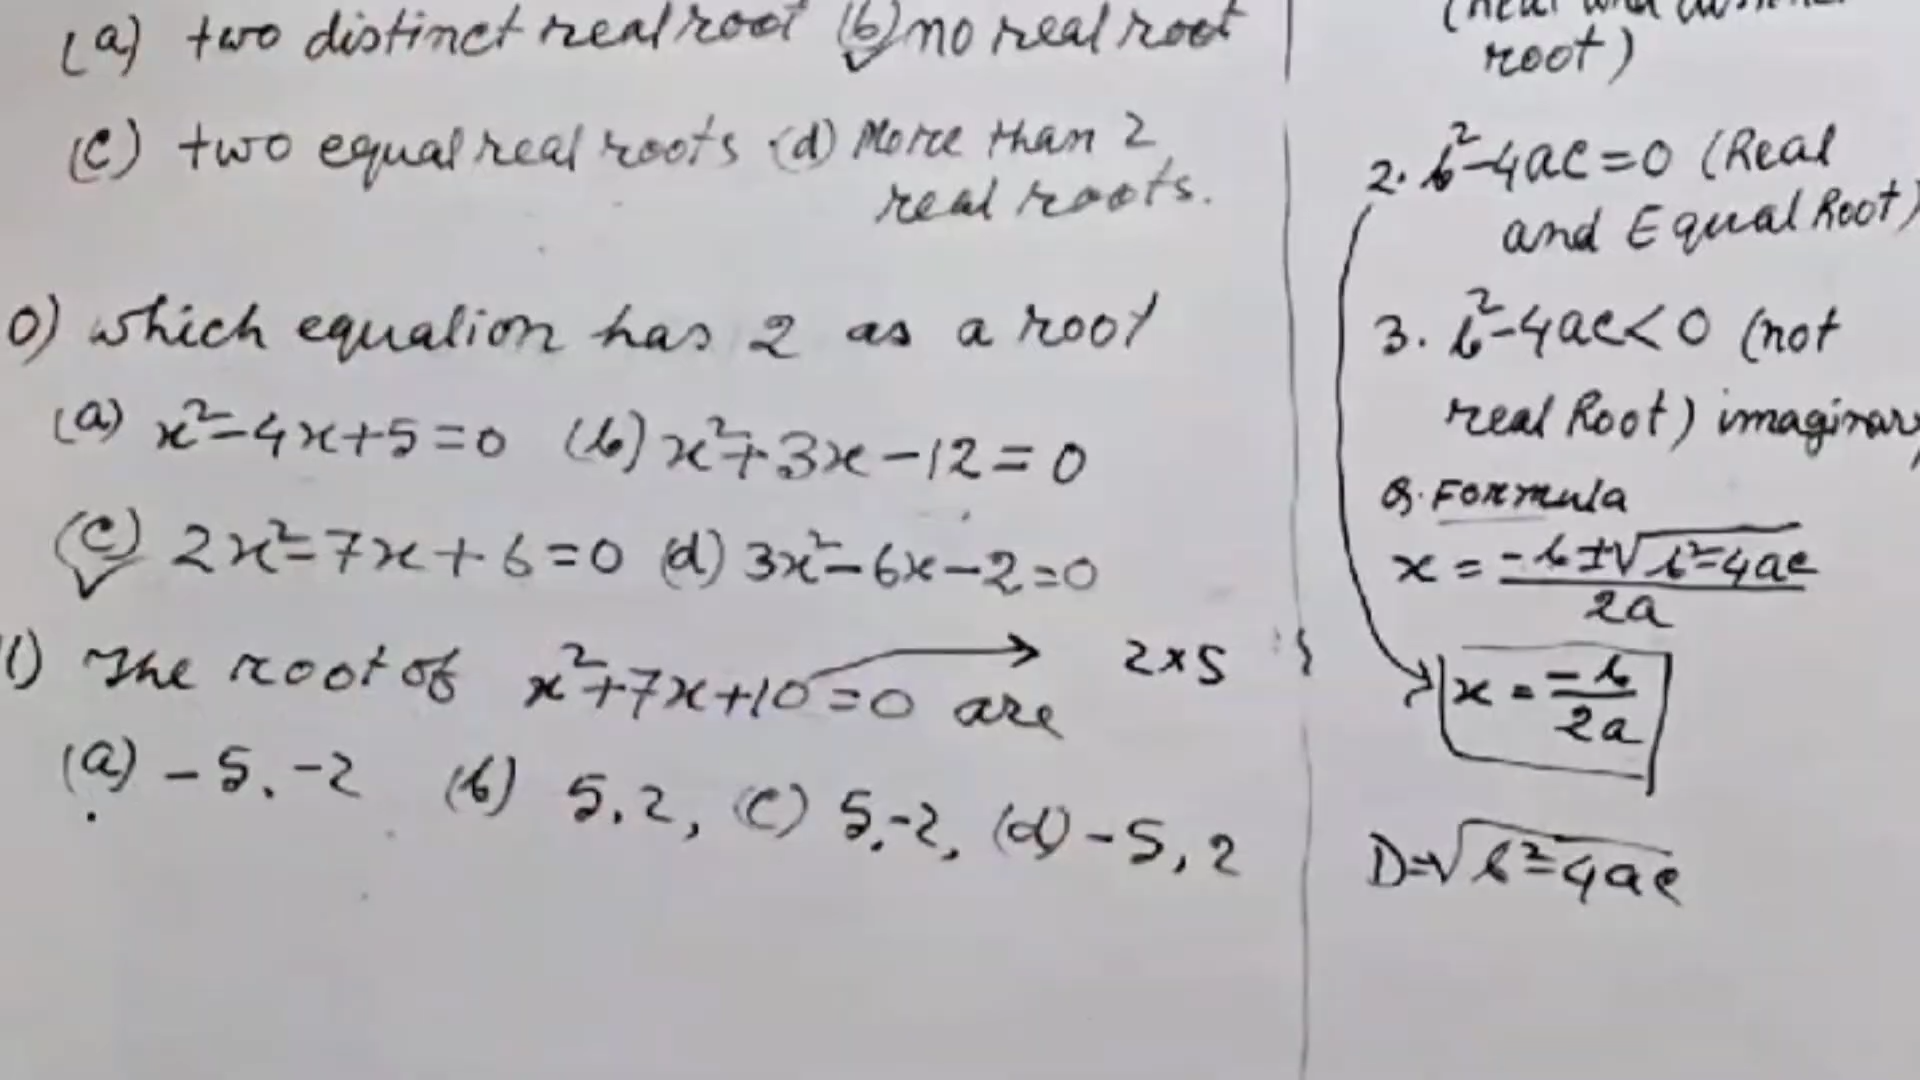 (a) two distinct real root (b) no real root
(c) two equal real roots (d) More than 2
real roots.
0) which equation has 2 as a root
(a) x²-4x+5=0 (b) x²+3x-12=0
(c) 2x²-7x+6=0 (d) 3x²-6x-2=0
1) The root of x²+7x+10=0 are → 2×5
(a) -5.-2 (b) 5.2, (c) 5.-2, (d) -5,2
root)
2. b²-4ac=0 (Real
and Equal Root)
3. b²-4ac<0 (not
real Root) imaginary
Q. Formula
x = -b±√b²-4ac / 2a
x = -b / 2a
D=√b²-4ac